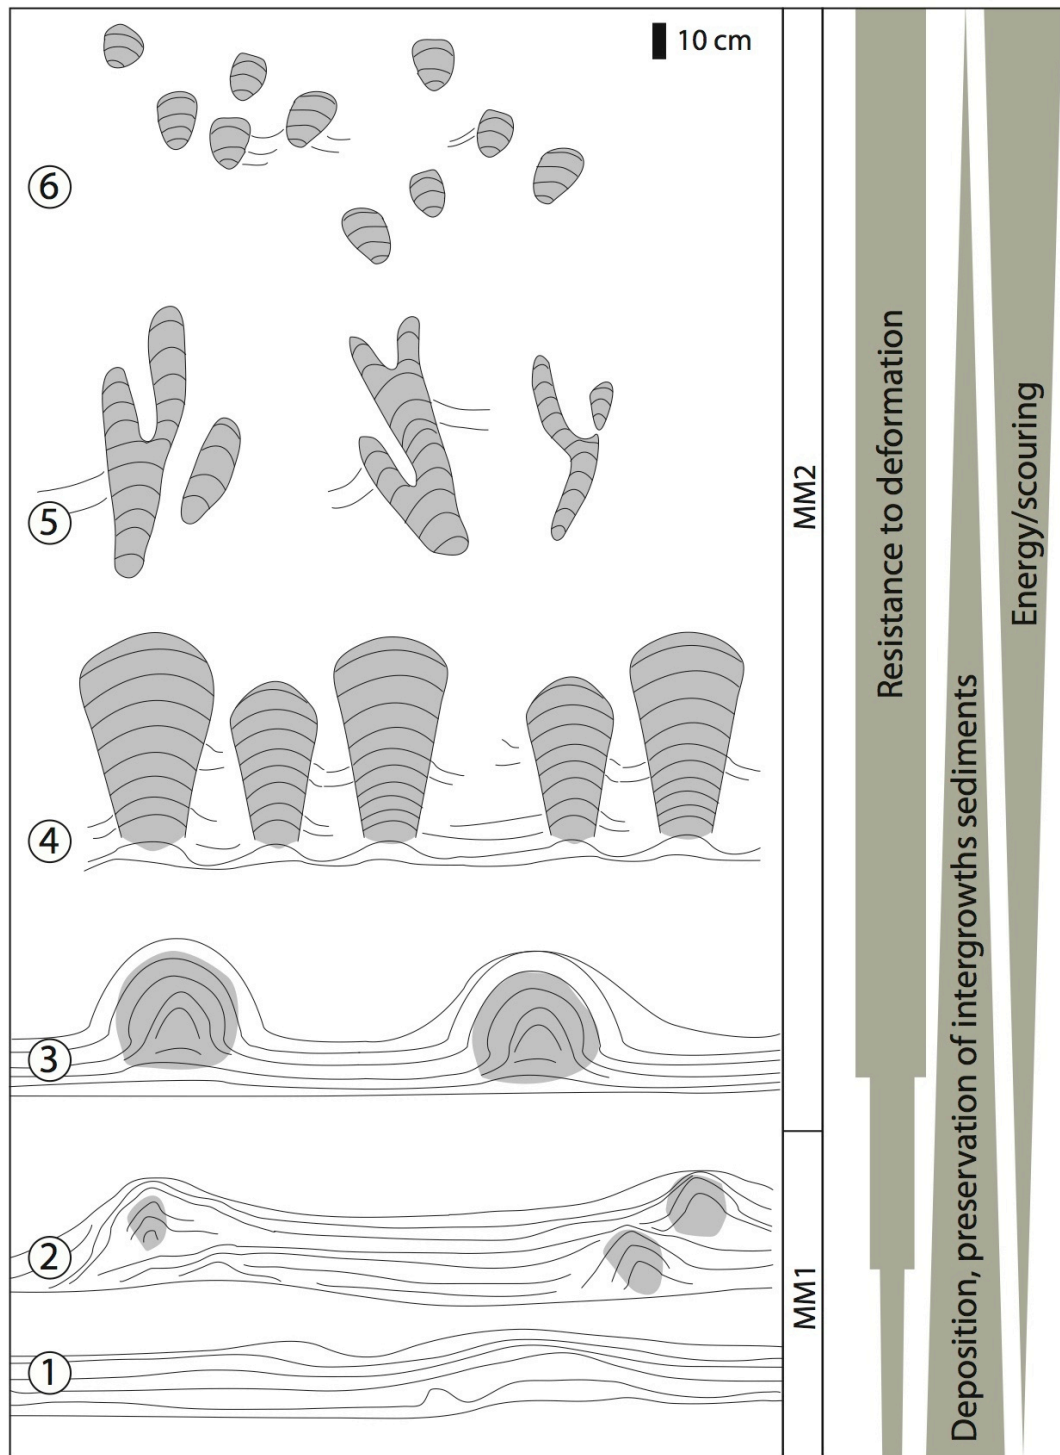 10 cm
6
5
4
3
2
1
MM2
MM1
Resistance to deformation
Deposition, preservation of intergrowths sediments
Energy/scouring